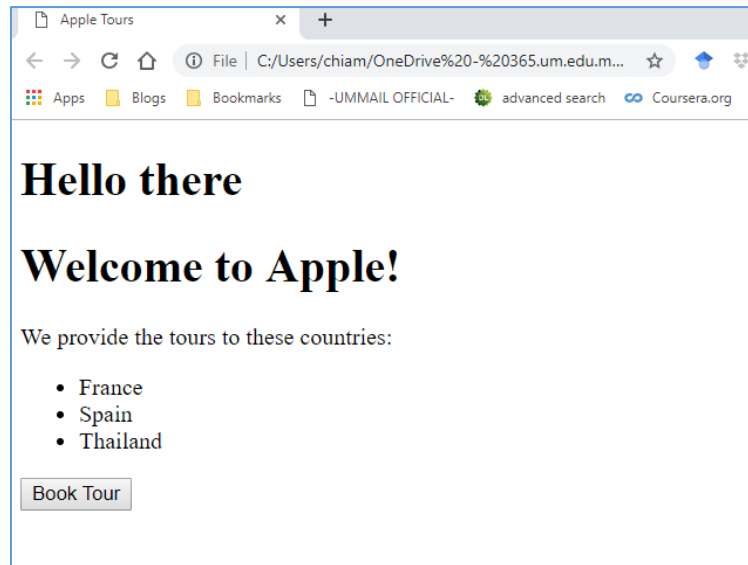 Apple Tours
File | C:/Users/chiam/OneDrive%20-%20365.um.edu.m...
Apps Blogs Bookmarks -UMMAIL OFFICIAL- advanced search Coursera.org
Hello there
Welcome to Apple!
We provide the tours to these countries:
• France
• Spain
• Thailand
Book Tour